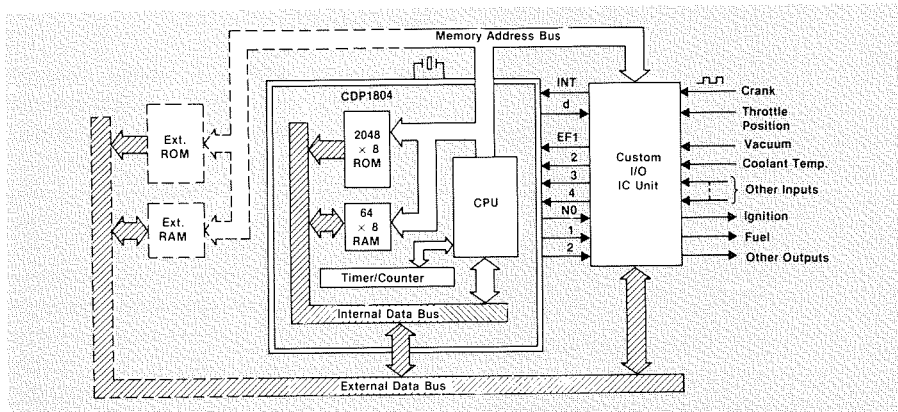 Memory Address Bus
CDP1804
Ext.
ROM
Ext.
RAM
2048
× 8
ROM
64
× 8
RAM
CPU
Timer/Counter
Internal Data Bus
External Data Bus
INT
d
EF1
2
3
4
N0
1
2
Custom
I/O
IC Unit
Crank
Throttle
Position
Vacuum
Coolant Temp.
Other Inputs
Ignition
Fuel
Other Outputs